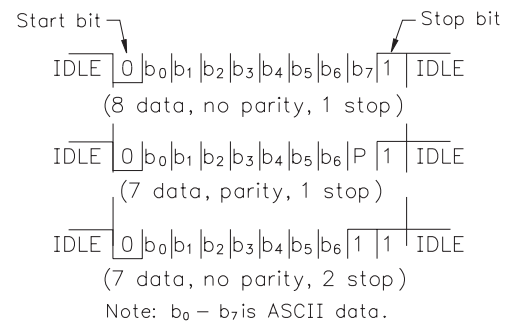 Start bit Stop bit
IDLE 0 b₀ b₁ b₂ b₃ b₄ b₅ b₆ b₇ 1 IDLE
(8 data, no parity, 1 stop)
IDLE 0 b₀ b₁ b₂ b₃ b₄ b₅ b₆ P 1 IDLE
(7 data, parity, 1 stop)
IDLE 0 b₀ b₁ b₂ b₃ b₄ b₅ b₆ 1 1 IDLE
(7 data, no parity, 2 stop)
Note: b₀ – b₇ is ASCII data.